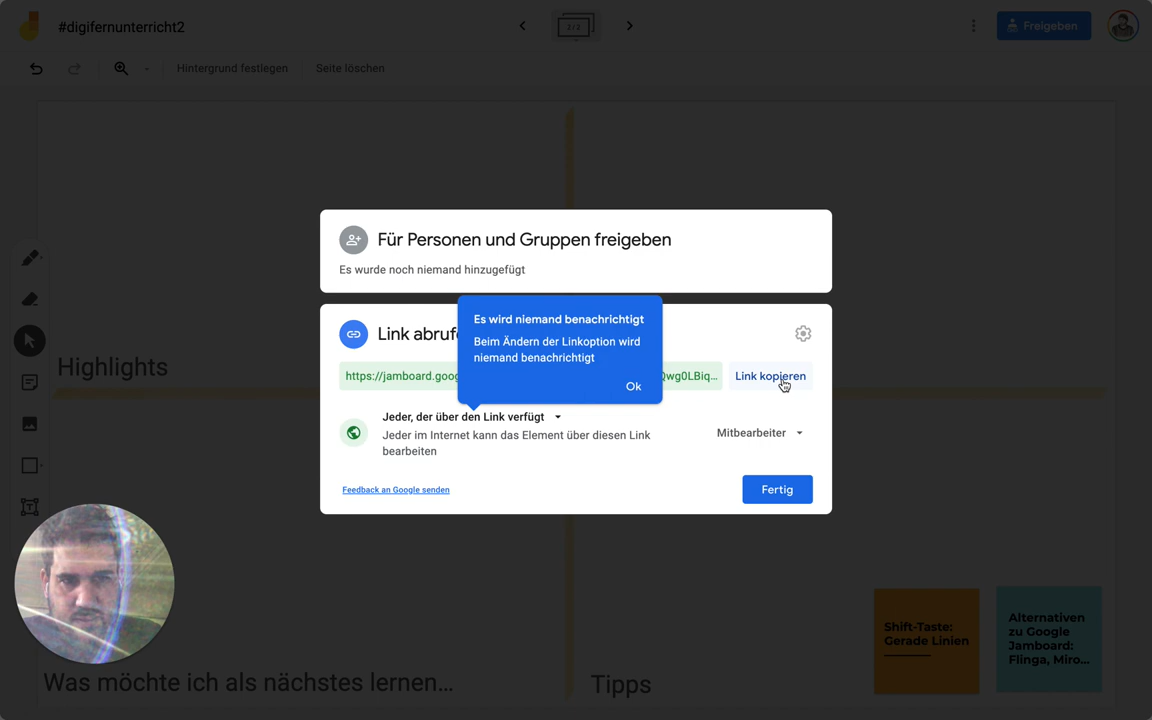 #digifernunterricht2
2/2
Freigeben
Hintergrund festlegen
Seite löschen
Für Personen und Gruppen freigeben
Es wurde noch niemand hinzugefügt
Link abrufe
Es wird niemand benachrichtigt
Beim Ändern der Linkoption wird
niemand benachrichtigt
Ok
https://jamboard.goog
Qwg0LBiq...
Link kopieren
Jeder, der über den Link verfügt
Jeder im Internet kann das Element über diesen Link
bearbeiten
Mitbearbeiter
Feedback an Google senden
Fertig
Highlights
Was möchte ich als nächstes lernen...
Tipps
Shift-Taste:
Gerade Linien
Alternativen
zu Google
Jamboard:
Flinga, Miro...